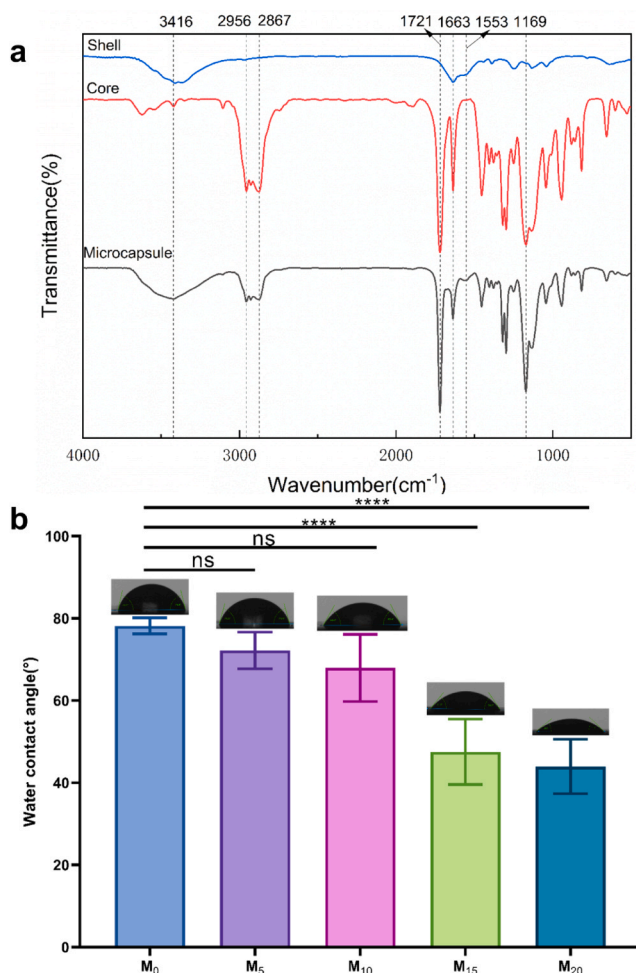 a
3416 2956 2867 1721 1663 1553 1169
Shell
Core
Microcapsule
Transmittance(%)
4000 3000 2000 1000
Wavenumber(cm⁻¹)
b
****
****
ns
ns
100
80
60
40
20
0
Water contact angle(°)
M₀ M₅ M₁₀ M₁₅ M₂₀